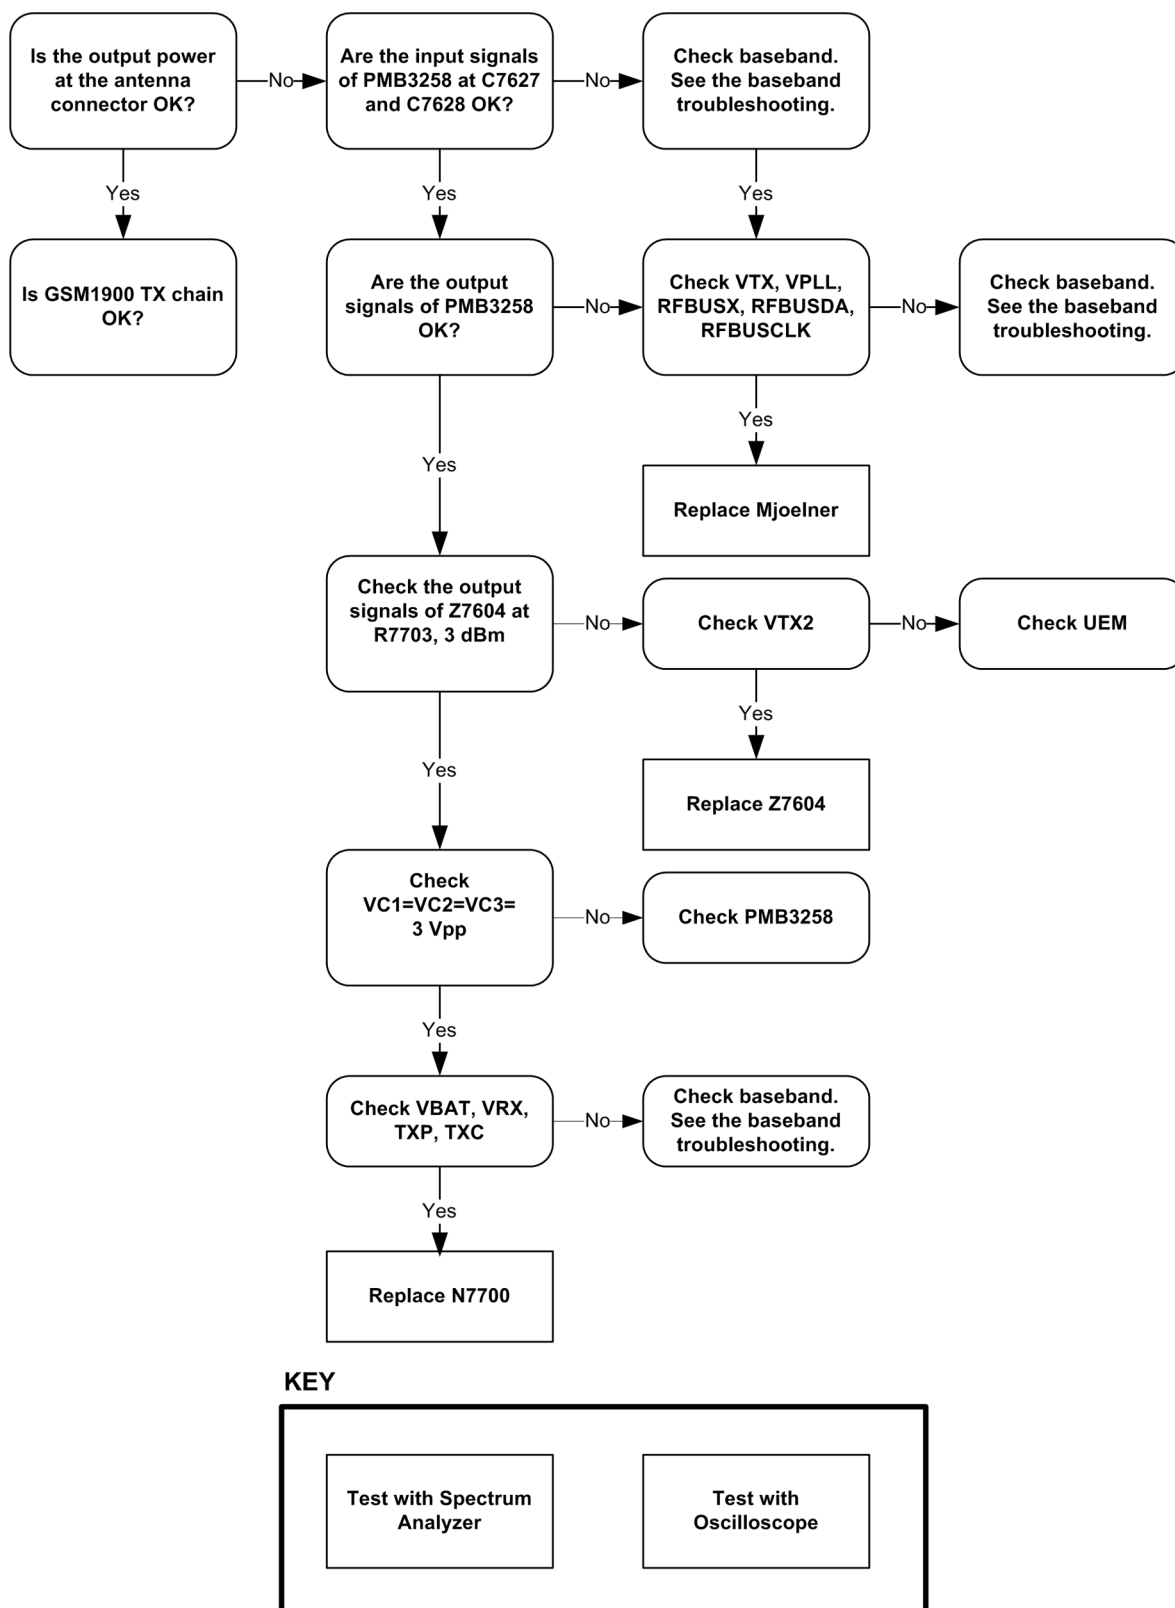 Is the output power
at the antenna
connector OK?
No
Are the input signals
of PMB3258 at C7627
and C7628 OK?
No
Check baseband.
See the baseband
troubleshooting.
Yes
Yes
Yes
Is GSM1900 TX chain
OK?
Are the output
signals of PMB3258
OK?
No
Check VTX, VPLL,
RFBUSX, RFBUSDA,
RFBUSCLK
No
Check baseband.
See the baseband
troubleshooting.
Yes
Yes
Replace Mjoelner
Check the output
signals of Z7604 at
R7703, 3 dBm
No
Check VTX2
No
Check UEM
Yes
Yes
Replace Z7604
Check
VC1=VC2=VC3=
3 Vpp
No
Check PMB3258
Yes
Check VBAT, VRX,
TXP, TXC
No
Check baseband.
See the baseband
troubleshooting.
Yes
Replace N7700
KEY
Test with Spectrum
Analyzer
Test with
Oscilloscope